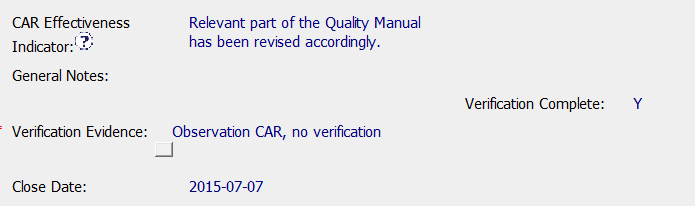 CAR Effectiveness Relevant part of the Quality Manual
Indicator:? has been revised accordingly.
General Notes:
Verification Complete: Y
* Verification Evidence: Observation CAR, no verification
Close Date: 2015-07-07